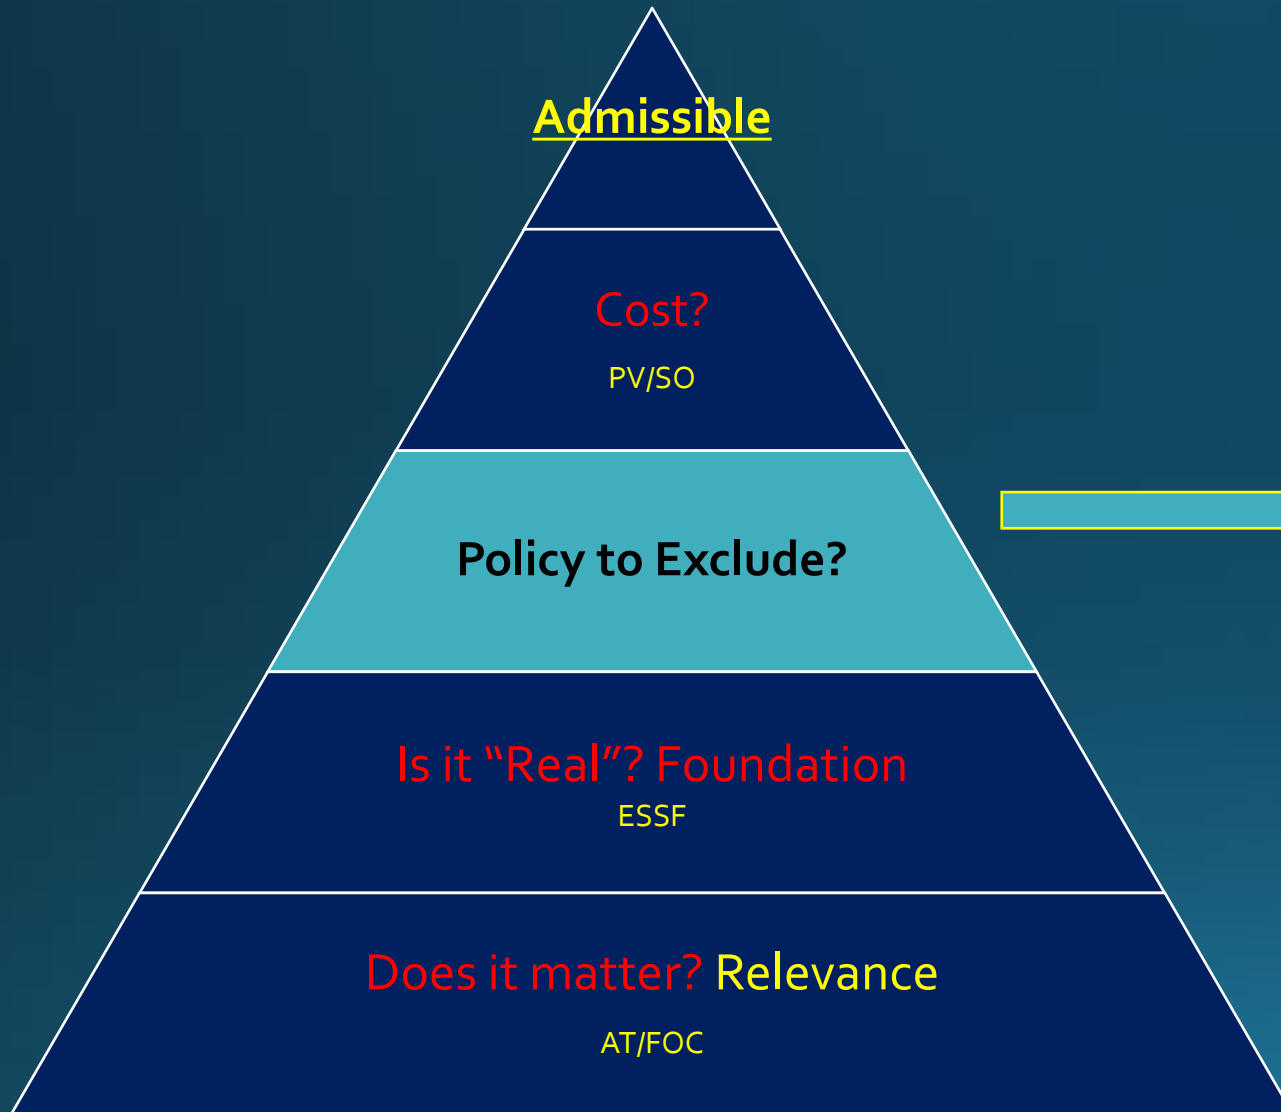 Admissible
Cost?
PV/SO
Policy to Exclude?
Is it “Real”? Foundation
ESSF
Does it matter? Relevance
AT/FOC